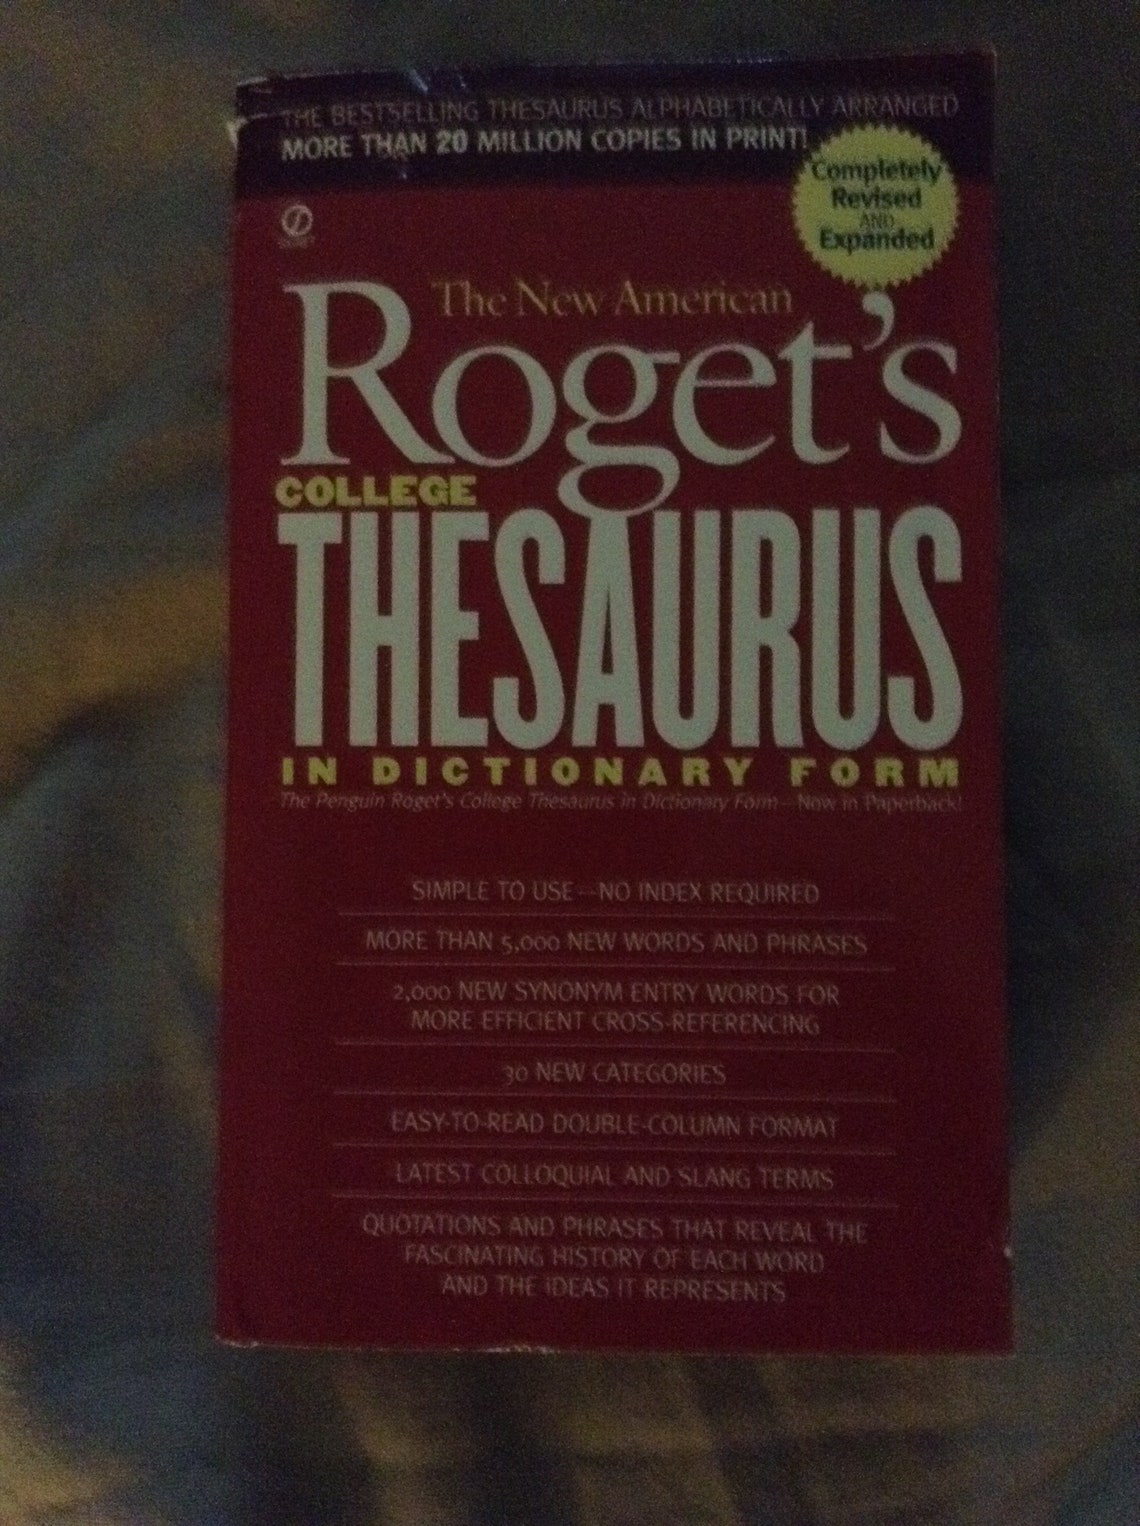 THE BESTSELLING THESAURUS ALPHABETICALLY ARRANGED
MORE THAN 20 MILLION COPIES IN PRINT!
Completely
Revised
AND
Expanded
The New American
Roget's
COLLEGE
THESAURUS
IN DICTIONARY FORM
The Penguin Roget's College Thesaurus in Dictionary Form—Now in Paperback!
SIMPLE TO USE—NO INDEX REQUIRED
MORE THAN 5,000 NEW WORDS AND PHRASES
2,000 NEW SYNONYM ENTRY WORDS FOR
MORE EFFICIENT CROSS-REFERENCING
30 NEW CATEGORIES
EASY-TO-READ DOUBLE-COLUMN FORMAT
LATEST COLLOQUIAL AND SLANG TERMS
QUOTATIONS AND PHRASES THAT REVEAL THE
FASCINATING HISTORY OF EACH WORD
AND THE IDEAS IT REPRESENTS